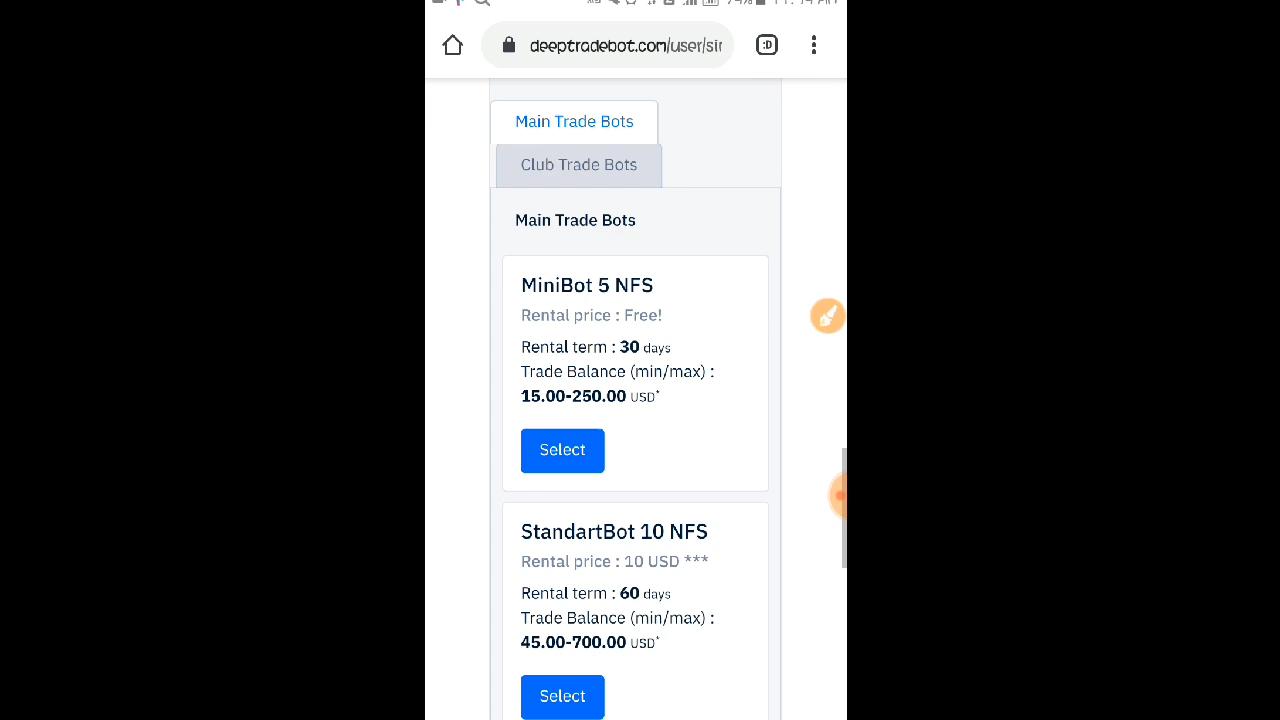 deeptradebot.com/user/sir
:D
Main Trade Bots
Club Trade Bots
Main Trade Bots
MiniBot 5 NFS
Rental price : Free!
Rental term : 30 days
Trade Balance (min/max) :
15.00-250.00 USD*
Select
StandartBot 10 NFS
Rental price : 10 USD ***
Rental term : 60 days
Trade Balance (min/max) :
45.00-700.00 USD*
Select